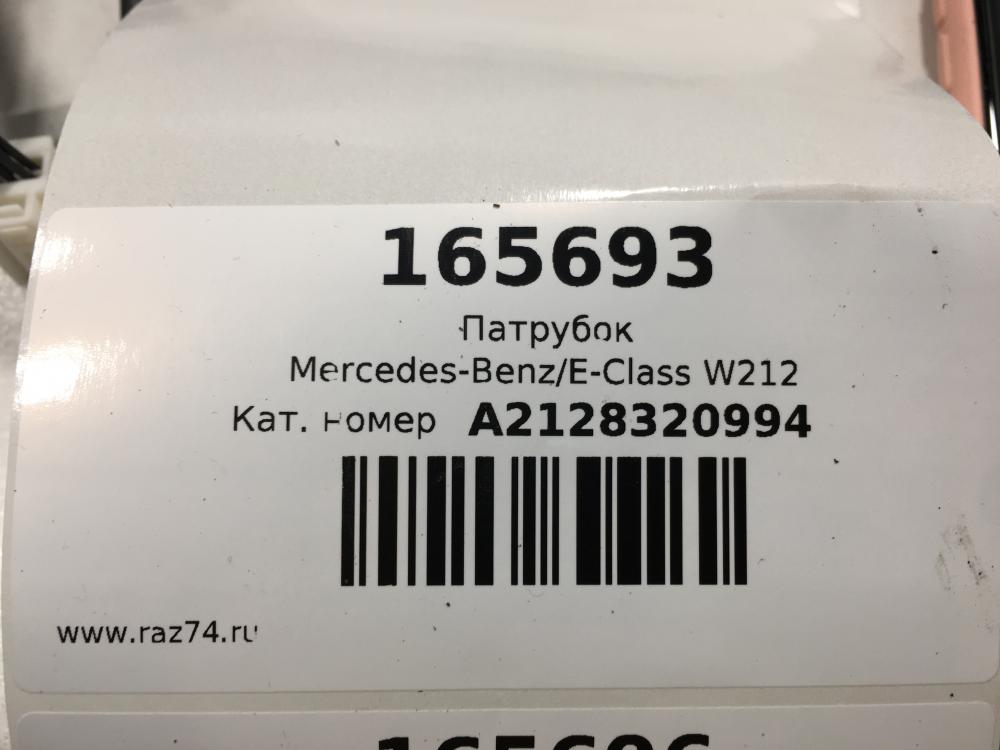 165693
Патрубок
Mercedes-Benz/E-Class W212
Кат. номер A2128320994
www.raz74.ru